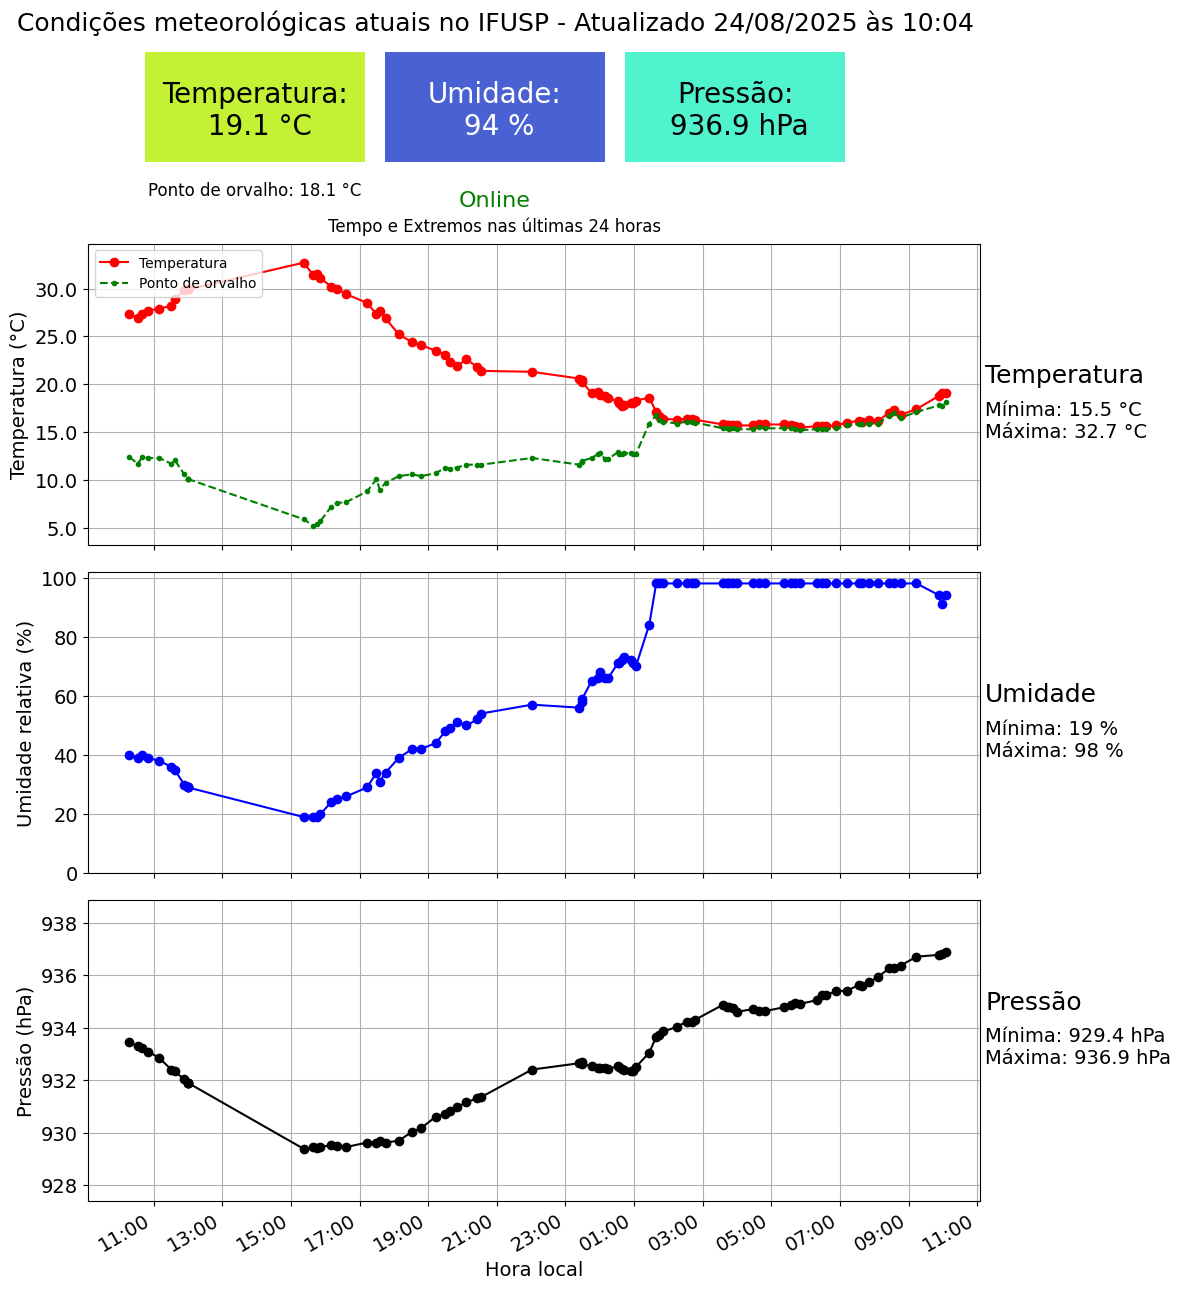 Condições meteorológicas atuais no IFUSP - Atualizado 24/08/2025 às 10:04
Temperatura:
19.1 °C
Umidade:
94 %
Pressão:
936.9 hPa
Ponto de orvalho: 18.1 °C
Online
Tempo e Extremos nas últimas 24 horas
Temperatura
Ponto de orvalho
Temperatura (°C)
30.0
25.0
20.0
15.0
10.0
5.0
Temperatura
Mínima: 15.5 °C
Máxima: 32.7 °C
Umidade relativa (%)
100
80
60
40
20
0
Umidade
Mínima: 19 %
Máxima: 98 %
Pressão (hPa)
938
936
934
932
930
928
Pressão
Mínima: 929.4 hPa
Máxima: 936.9 hPa
11:00 13:00 15:00 17:00 19:00 21:00 23:00 01:00 03:00 05:00 07:00 09:00 11:00
Hora local